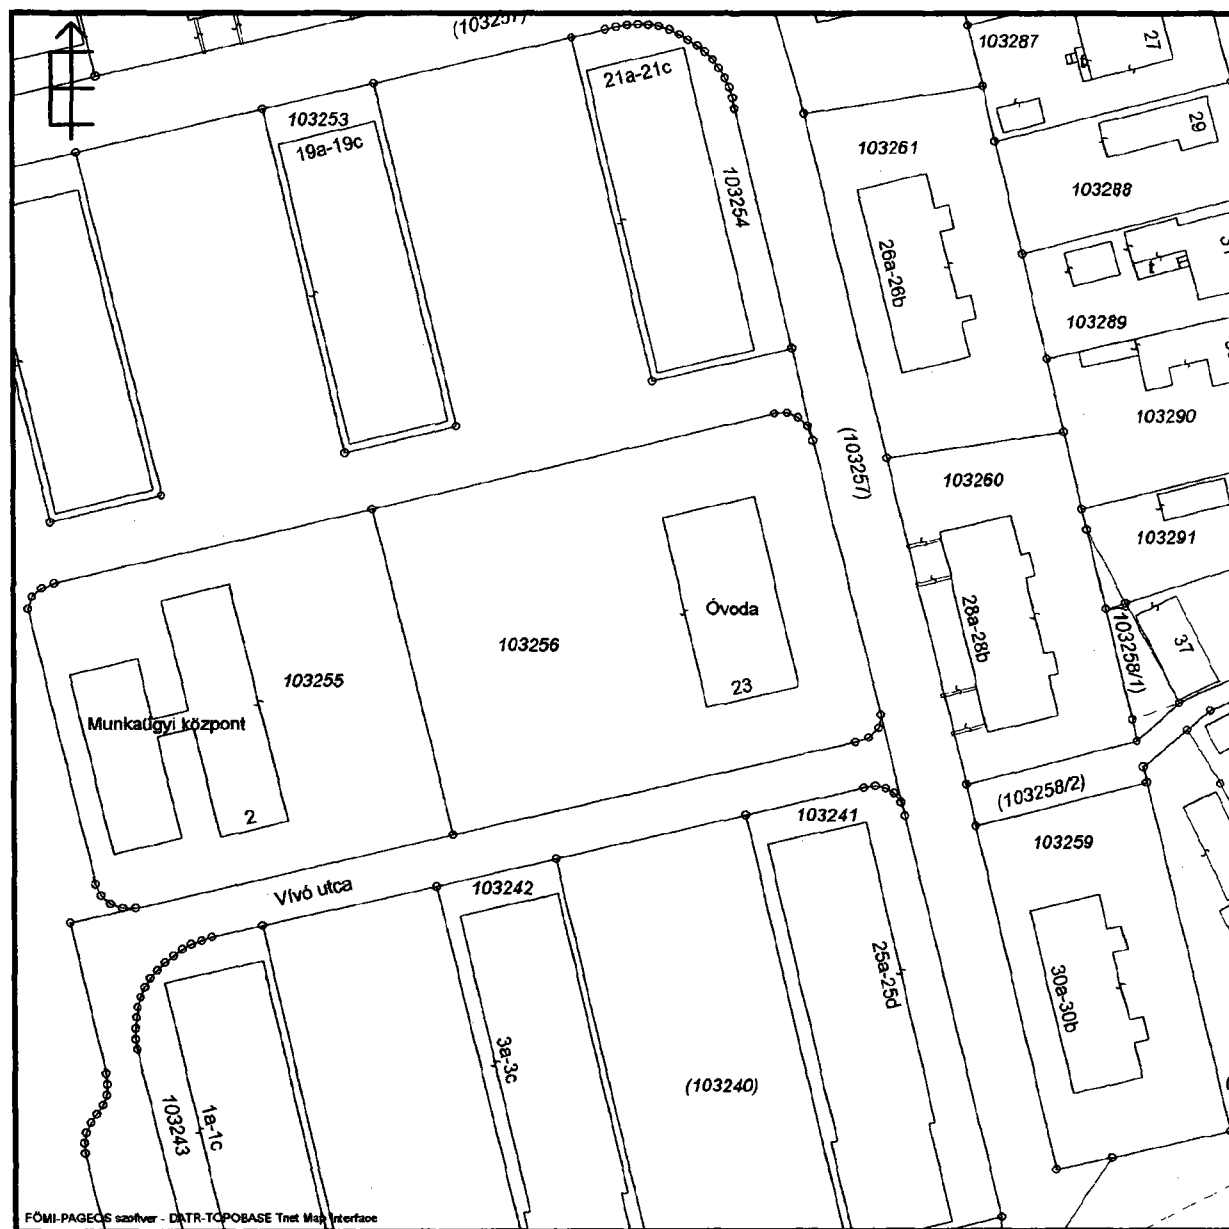 (103257)
103287
27
21a-21c
103253
19a-19c
29
103261
103288
103254
26a-26b
103289
103290
(103257)
103260
103291
Óvoda
28a-28b
103258/1)
37
103256
103255
23
Munkaügyi központ
2
(103258/2)
103241
103259
Vívó utca
103242
25a-25d
30a-30b
3a-3c
(103240)
103243
1a-1c
FÖMI-PAGEOS szoftver - DATR-TOPOBASE Tnet Map Interface